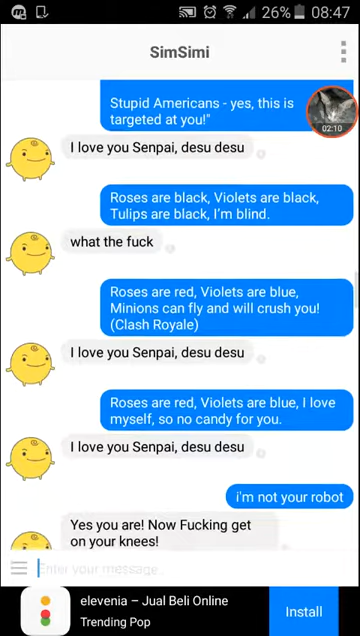 26% 08:47
SimSimi
Stupid Americans - yes, this is
targeted at you!"
02:10
I love you Senpai, desu desu
Roses are black, Violets are black,
Tulips are black, I'm blind.
what the fuck
Roses are red, Violets are blue,
Minions can fly and will crush you!
(Clash Royale)
I love you Senpai, desu desu
Roses are red, Violets are blue, I love
myself, so no candy for you.
I love you Senpai, desu desu
i'm not your robot
Yes you are! Now Fucking get
on your knees!
Enter your message..
elevenia – Jual Beli Online
Trending Pop
Install